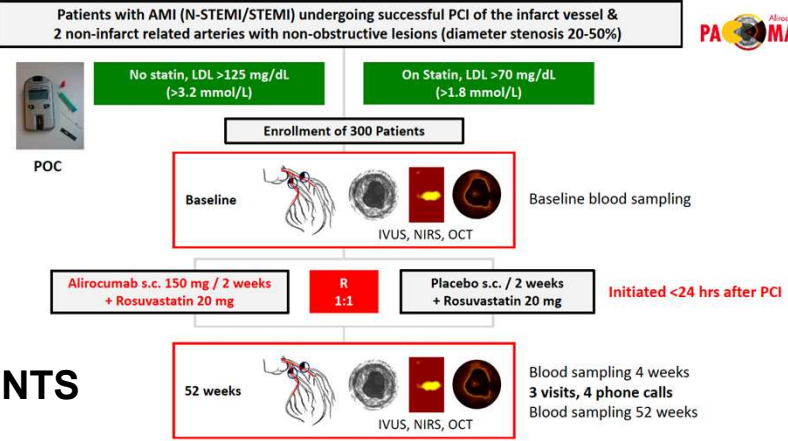 Patients with AMI (N-STEMI/STEMI) undergoing successful PCI of the infarct vessel &
2 non-infarct related arteries with non-obstructive lesions (diameter stenosis 20-50%)
Aliroc
PA MA
No statin, LDL >125 mg/dL
(>3.2 mmol/L)
On Statin, LDL >70 mg/dL
(>1.8 mmol/L)
POC
Enrollment of 300 Patients
Baseline
IVUS, NIRS, OCT
Baseline blood sampling
Alirocumab s.c. 150 mg / 2 weeks
+ Rosuvastatin 20 mg
R
1:1
Placebo s.c. / 2 weeks
+ Rosuvastatin 20 mg
Initiated <24 hrs after PCI
NTS
52 weeks
IVUS, NIRS, OCT
Blood sampling 4 weeks
3 visits, 4 phone calls
Blood sampling 52 weeks